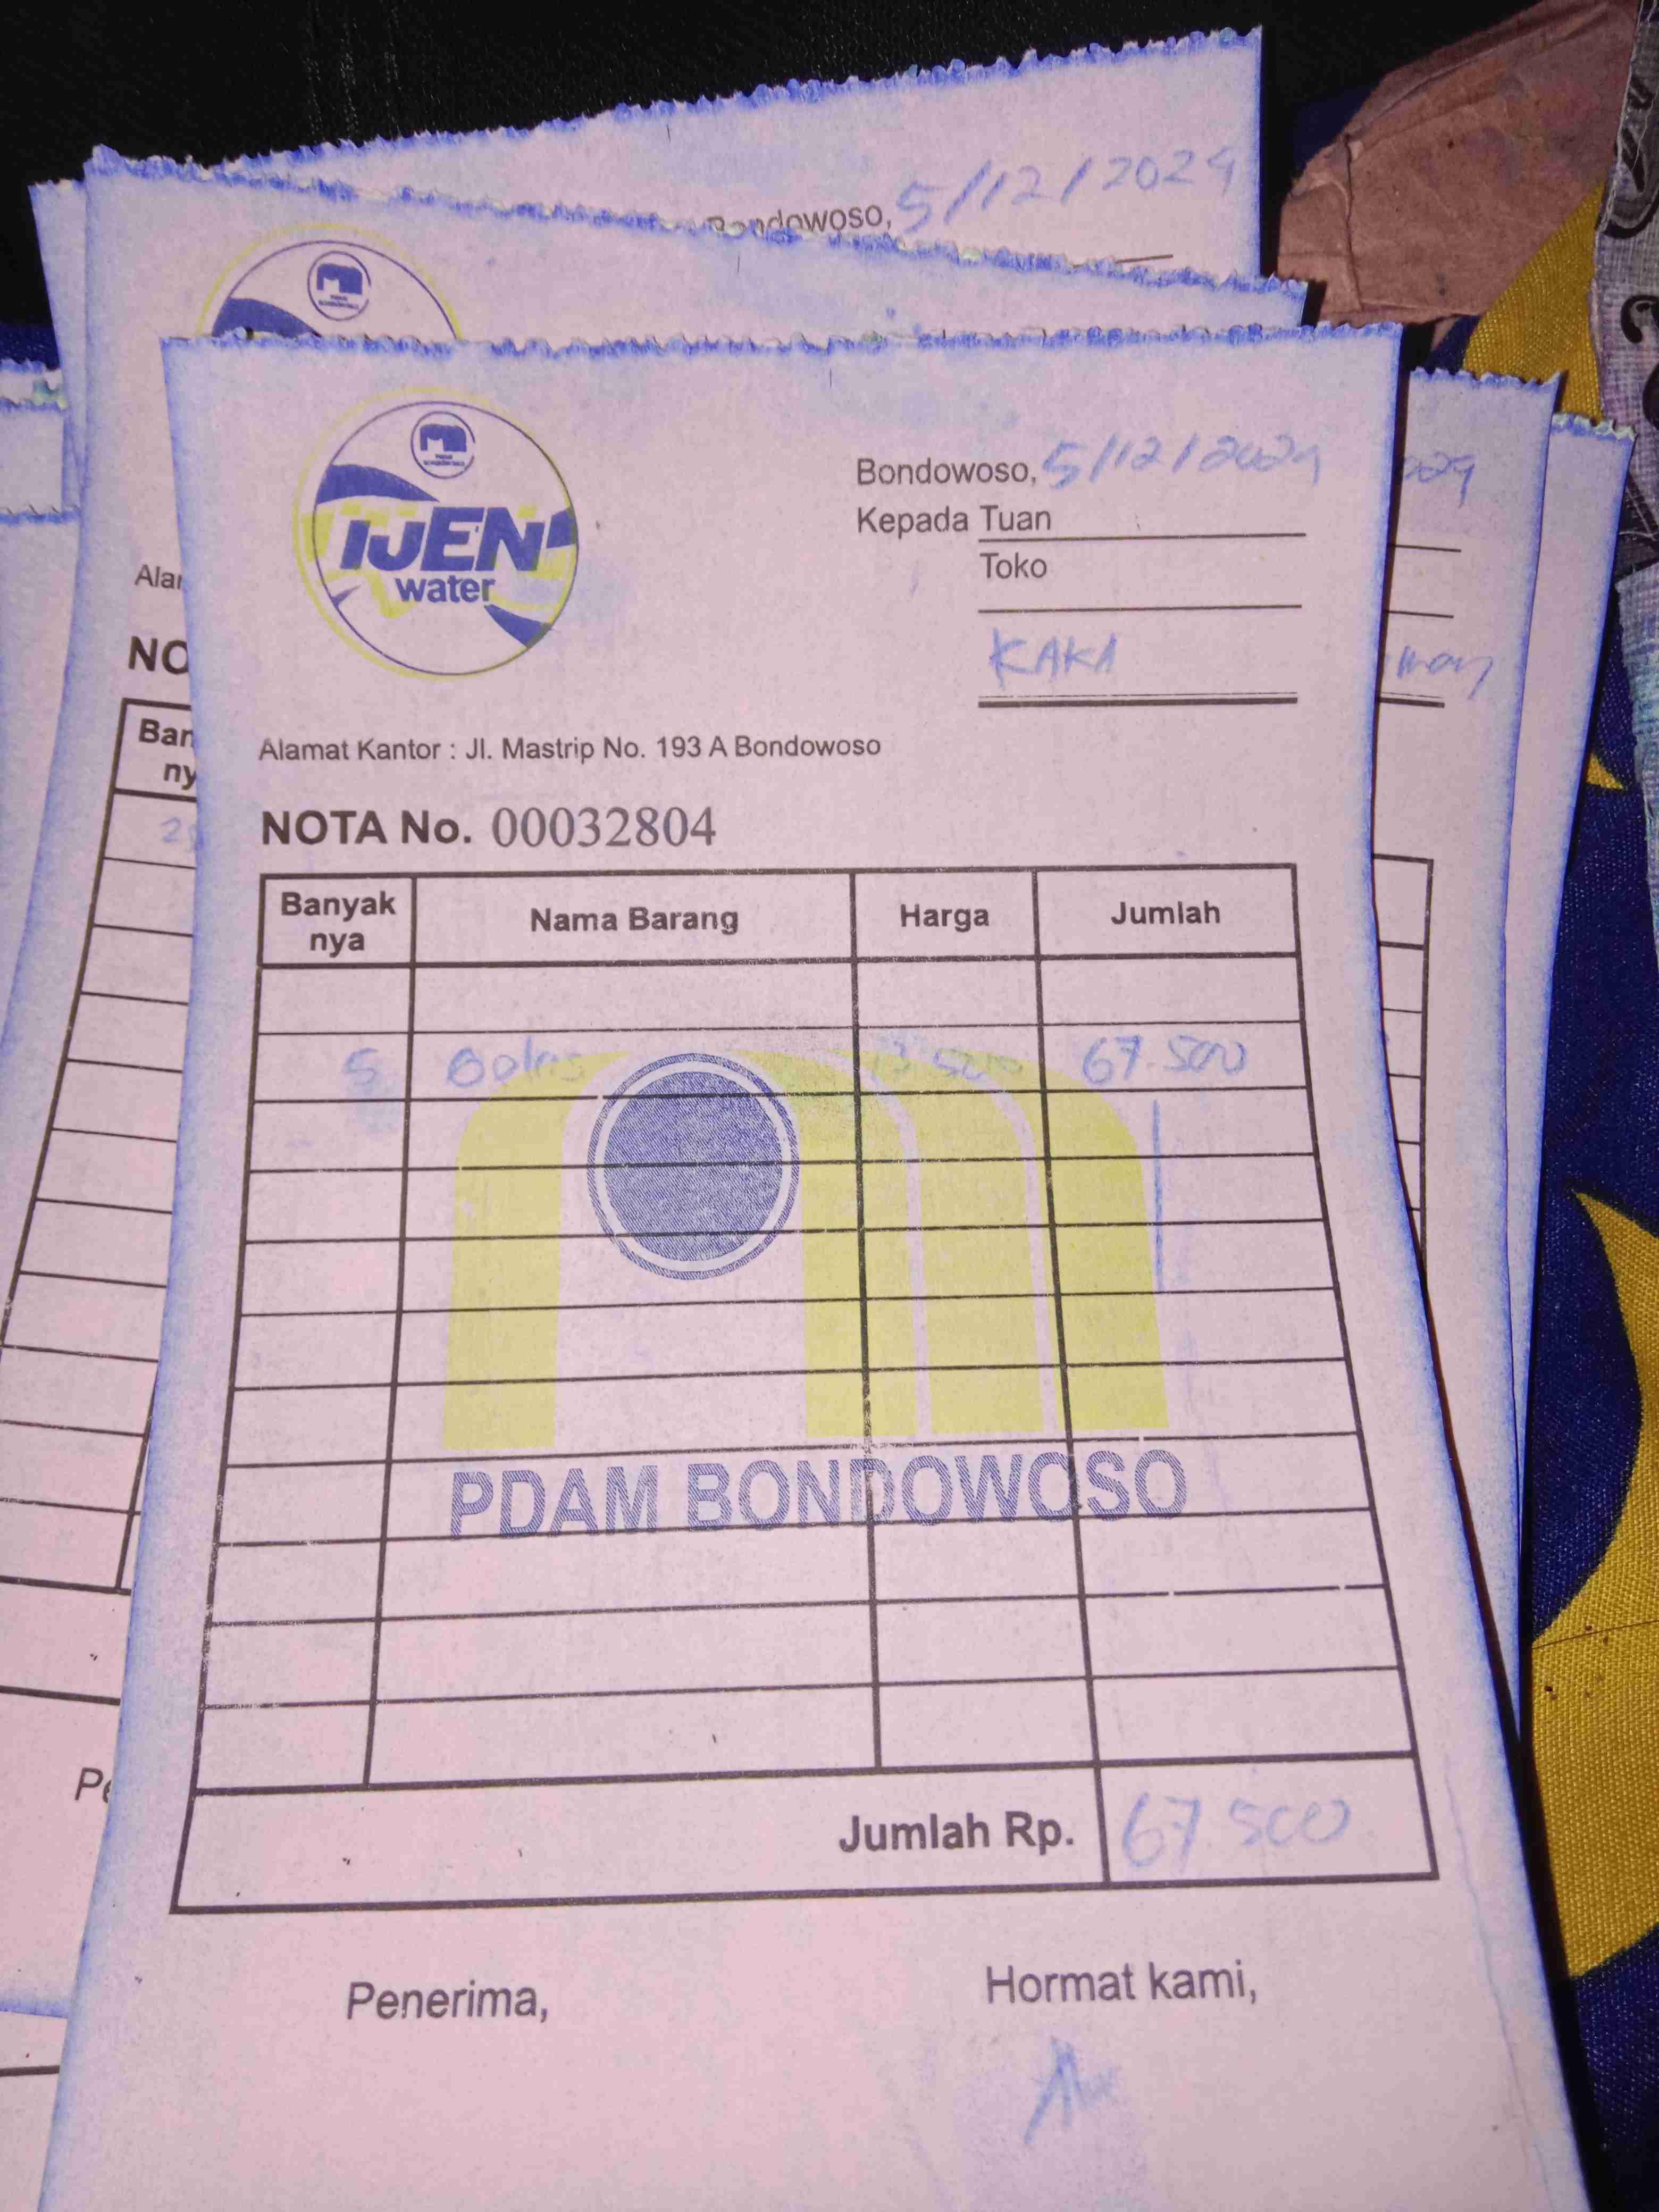 Bondowoso, 5/12/2024
Bondowoso, 5/12/2024
Kepada Tuan
Toko
KAKA
IJEN
water
Alamat Kantor : Jl. Mastrip No. 193 A Bondowoso
NOTA No. 00032804
Banyak nya Nama Barang Harga Jumlah
5 13.500 67.500
PDAM BONDOWOSO
Jumlah Rp. 67.500
Penerima, Hormat kami,